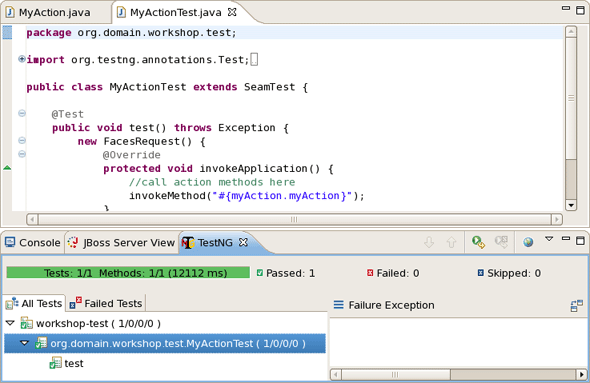 MyAction.java MyActionTest.java
package org.domain.workshop.test;
import org.testng.annotations.Test;
public class MyActionTest extends SeamTest {
@Test
public void test() throws Exception {
new FacesRequest() {
@Override
protected void invokeApplication() {
//call action methods here
invokeMethod("#{myAction.myAction}");
}
Console JBoss Server View TestNG
Tests: 1/1 Methods: 1/1 (12112 ms) Passed: 1 Failed: 0 Skipped: 0
All Tests Failed Tests Failure Exception
workshop-test ( 1/0/0/0 )
org.domain.workshop.test.MyActionTest ( 1/0/0/0 )
test